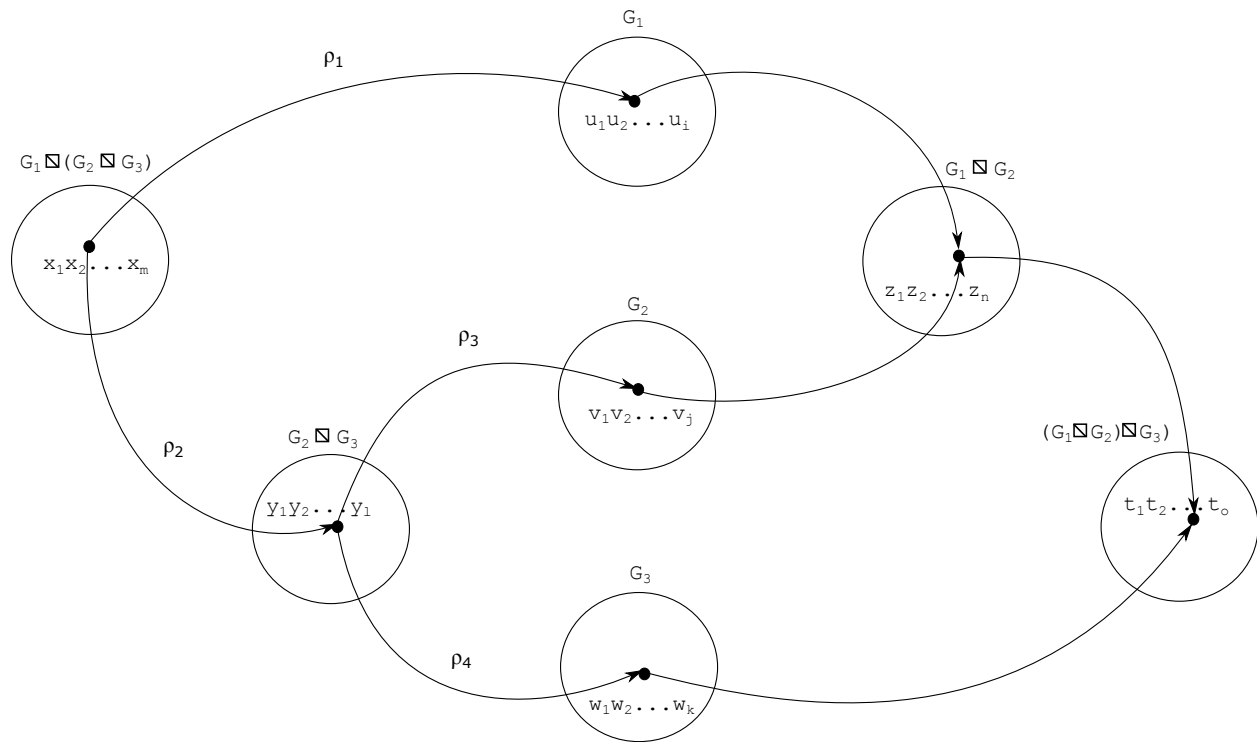 G₁
ρ₁
u₁u₂...uᵢ
G₁⧅(G₂⧅G₃)
G₁⧅G₂
x₁x₂...xₘ
z₁z₂...zₙ
G₂
ρ₃
v₁v₂...vⱼ
(G₁⧅G₂)⧅G₃)
ρ₂
G₂⧅G₃
y₁y₂...yₗ
t₁t₂...tₒ
G₃
ρ₄
w₁w₂...wₖ